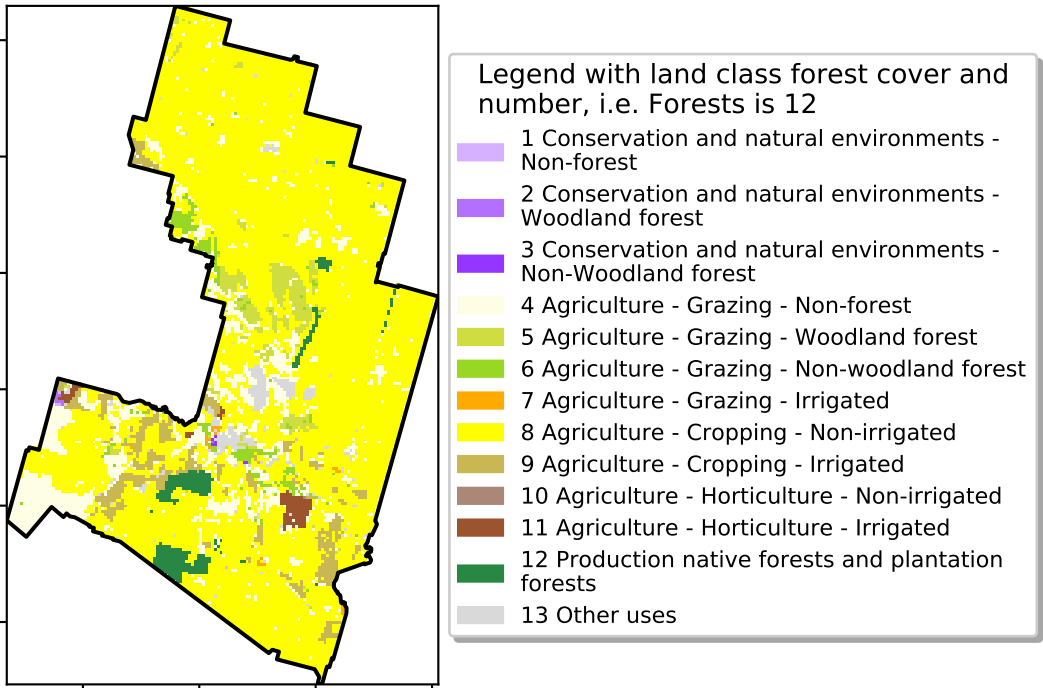 Legend with land class forest cover and
number, i.e. Forests is 12
1 Conservation and natural environments -
Non-forest
2 Conservation and natural environments -
Woodland forest
3 Conservation and natural environments -
Non-Woodland forest
4 Agriculture - Grazing - Non-forest
5 Agriculture - Grazing - Woodland forest
6 Agriculture - Grazing - Non-woodland forest
7 Agriculture - Grazing - Irrigated
8 Agriculture - Cropping - Non-irrigated
9 Agriculture - Cropping - Irrigated
10 Agriculture - Horticulture - Non-irrigated
11 Agriculture - Horticulture - Irrigated
12 Production native forests and plantation
forests
13 Other uses